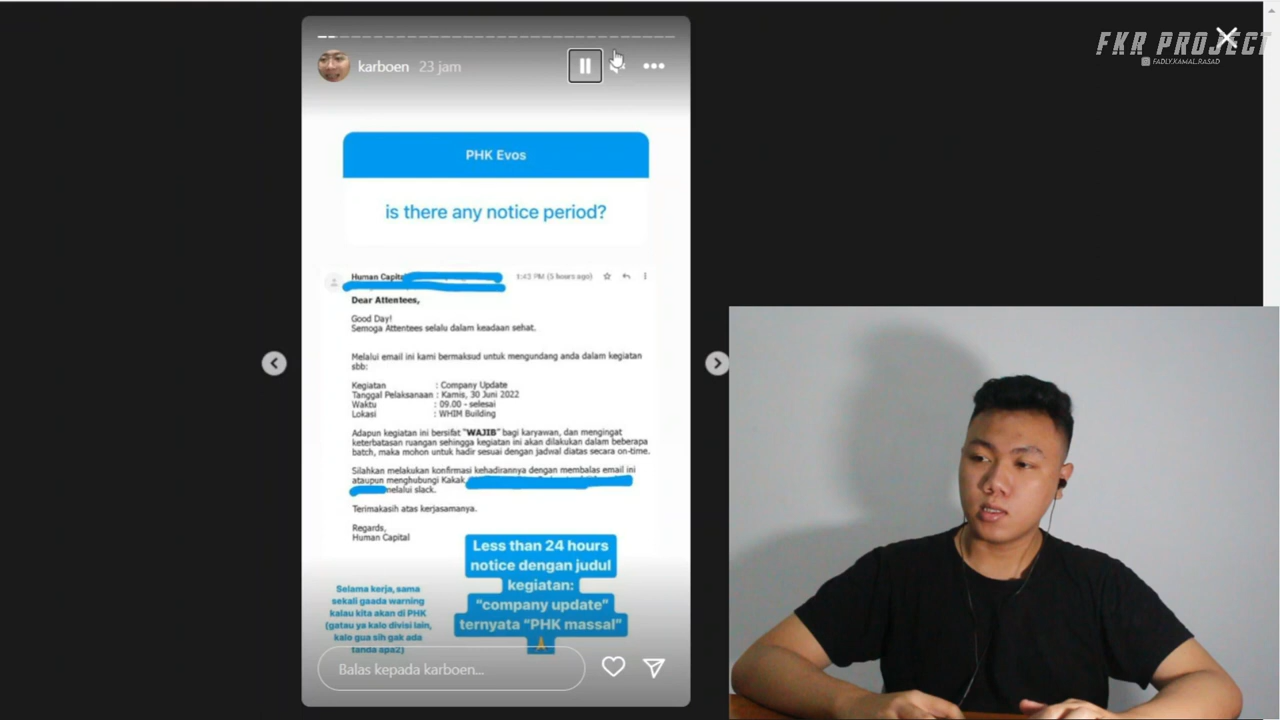 FKR PROJECT
FADLY.KAMAL.RASAD
karboen 23 jam
PHK Evos
is there any notice period?
Human Capita
1:43 PM (5 hours ago)
Dear Attentees,
Good Day!
Semoga Attentees selalu dalam keadaan sehat.
Melalui email ini kami bermaksud untuk mengundang anda dalam kegiatan
sbb:
Kegiatan : Company Update
Tanggal Pelaksanaan : Kamis, 30 Juni 2022
Waktu : 09.00 - selesai
Lokasi : WHIM Building
Adapun kegiatan ini bersifat "WAJIB" bagi karyawan, dan mengingat
keterbatasan ruangan sehingga kegiatan ini akan dilakukan dalam beberapa
batch, maka mohon untuk hadir sesuai dengan jadwal diatas secara on-time.
Silahkan melakukan konfirmasi kehadirannya dengan membalas email ini
ataupun menghubungi Kakak
melalui slack.
Terimakasih atas kerjasamanya.
Regards,
Human Capital
Less than 24 hours
notice dengan judul
kegiatan:
"company update"
ternyata "PHK massal"
Selama kerja, sama
sekali gaada warning
kalau kita akan di PHK
(gatau ya kalo divisi lain,
kalo gua sih gak ada
tanda apa2)
Balas kepada karboen...